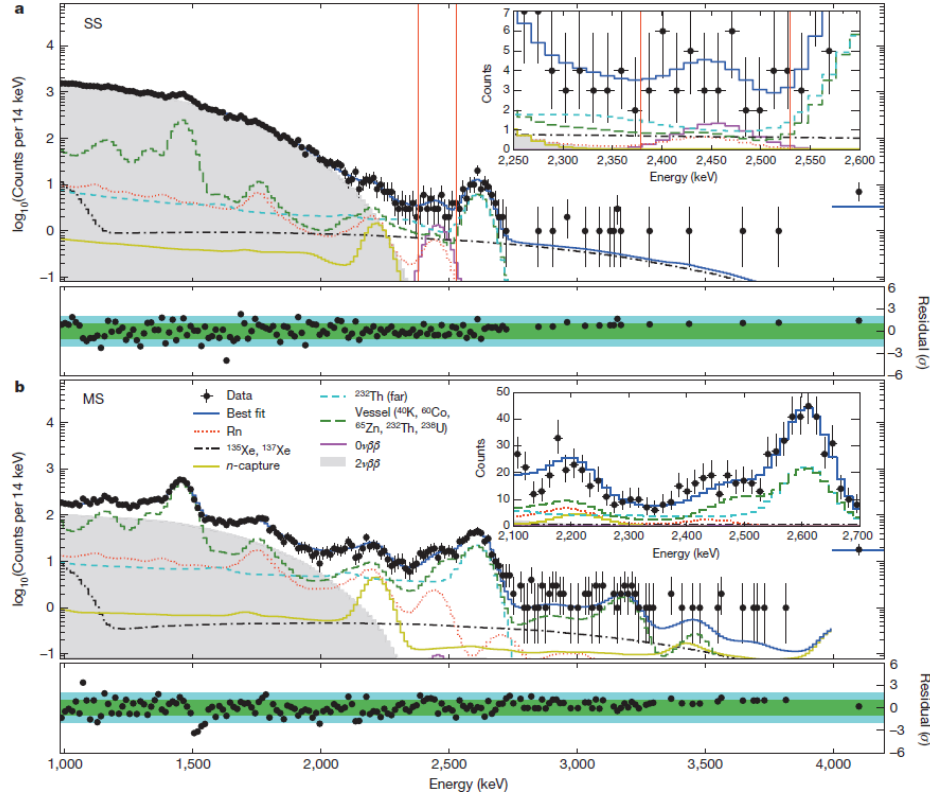 a
SS
log₁₀(Counts per 14 keV)
4
3
2
1
0
–1
Counts
7
6
5
4
3
2
1
0
2,250 2,300 2,350 2,400 2,450 2,500 2,550 2,600
Energy (keV)
Residual (σ)
6
3
0
–3
–6
b
MS
log₁₀(Counts per 14 keV)
4
3
2
1
0
–1
Data
Best fit
Rn
¹³⁵Xe, ¹³⁷Xe
n-capture
²³²Th (far)
Vessel (⁴⁰K, ⁶⁰Co,
⁶⁵Zn, ²³²Th, ²³⁸U)
0νββ
2νββ
Counts
50
40
30
20
10
0
2,100 2,200 2,300 2,400 2,500 2,600 2,700
Energy (keV)
Residual (σ)
6
3
0
–3
–6
1,000 1,500 2,000 2,500 3,000 3,500 4,000
Energy (keV)